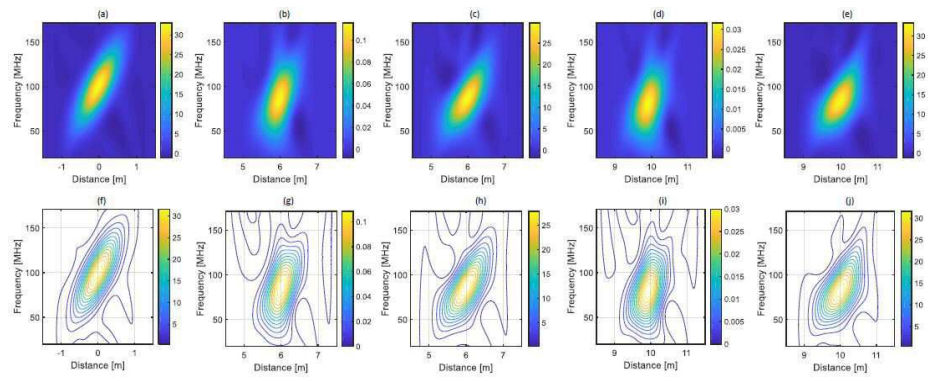 (a) (b) (c) (d) (e)
150 30 150 0.1 150 25 150 0.03 150 30
25 0.08 20 0.025 25
20 0.06 15 0.02 20
100 15 100 0.04 100 10 100 0.015 100 15
10 0.02 5 0.01 10
50 5 50 0 50 0 50 0.005 50 5
0 0 0
-1 0 1 5 6 7 5 6 7 9 10 11 9 10 11
Frequency [MHz] Frequency [MHz] Frequency [MHz] Frequency [MHz] Frequency [MHz]
Distance [m] Distance [m] Distance [m] Distance [m] Distance [m]
(f) (g) (h) (i) (j)
150 30 150 0.1 150 25 150 0.03 150 30
25 0.08 20 0.025 25
20 0.06 15 0.02 20
100 15 100 0.04 100 10 100 0.015 100 15
10 0.02 5 0.01 10
50 5 50 0 50 50 0.005 50 5
0
-1 0 1 5 6 7 5 6 7 9 10 11 9 10 11
Frequency [MHz] Frequency [MHz] Frequency [MHz] Frequency [MHz] Frequency [MHz]
Distance [m] Distance [m] Distance [m] Distance [m] Distance [m]